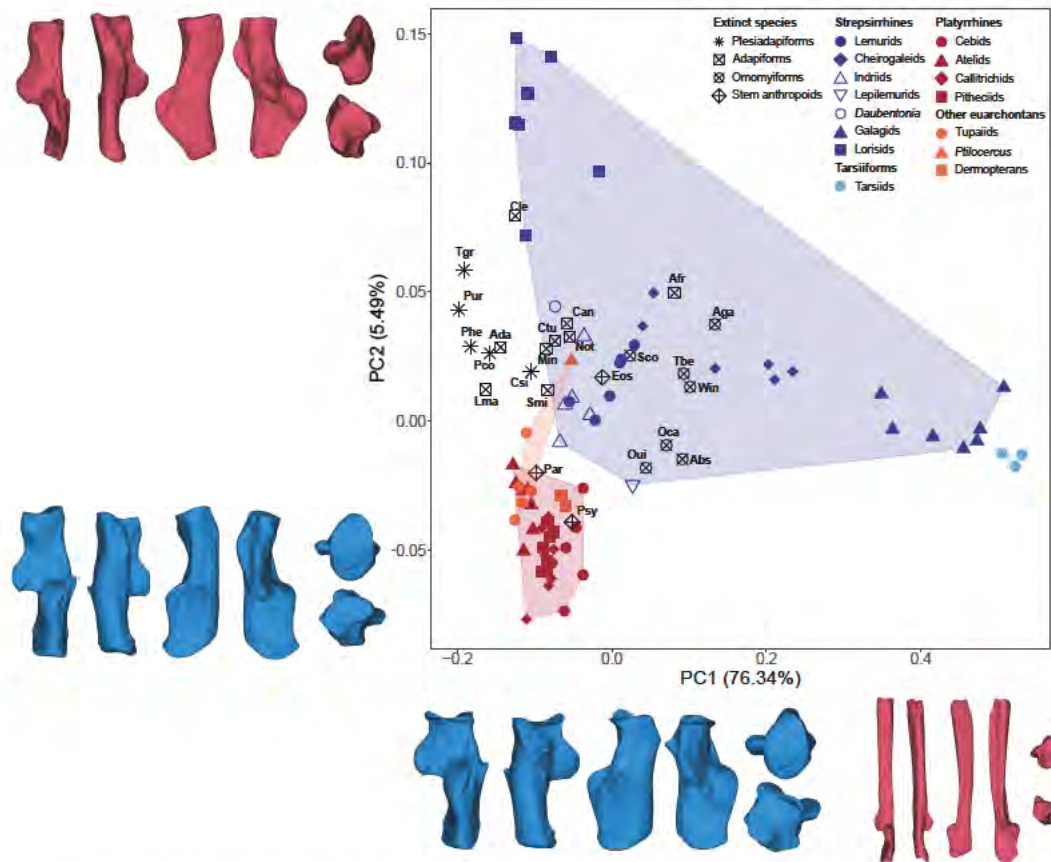 Extinct species
Plesiadapiforms
Adapiforms
Omomyiforms
Stem anthropoids
Strepsirrhines
Lemurids
Cheirogaleids
Indriids
Lepilemurids
Daubentonia
Galagids
Lorisids
Tarsiiforms
Tarsiids
Platyrrhines
Cebids
Atelids
Callitrichids
Pitheciids
Other euarchontans
Tupaiids
Ptilocercus
Dermopterans
0.15
0.10
0.05
0.00
-0.05
PC2 (5.49%)
Cle
Tgr
Pur
Phe
Pco
Ada
Lma
Csi
Smi
Min
Ctu
Can
Not
Afr
Aga
Sco
Eos
Tbe
Win
Oca
Oui
Abs
Par
Psy
-0.2
0.0
0.2
0.4
PC1 (76.34%)